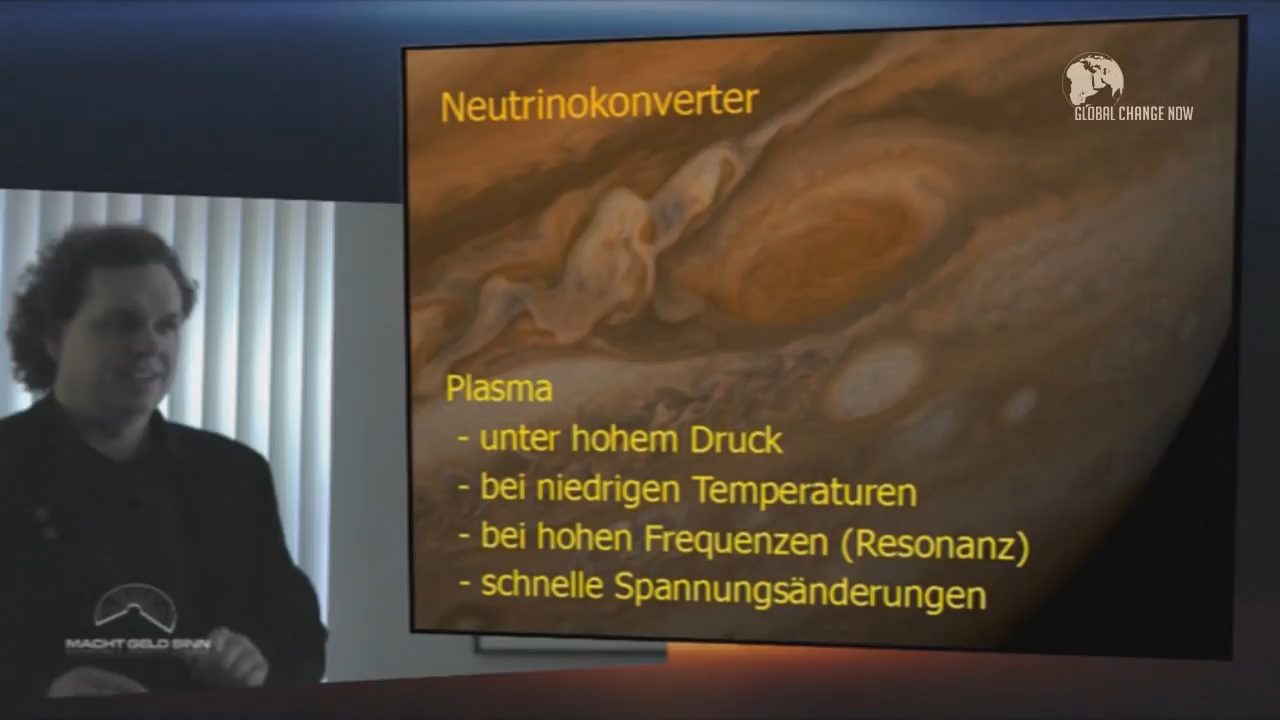 Neutrinokonverter
GLOBAL CHANGE NOW
Plasma
- unter hohem Druck
- bei niedrigen Temperaturen
- bei hohen Frequenzen (Resonanz)
- schnelle Spannungsänderungen
MACHT GELD SINN